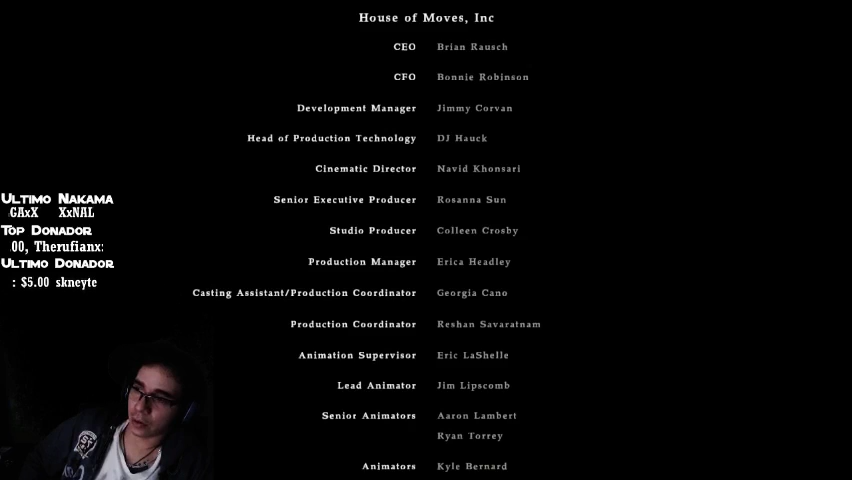 House of Moves, Inc
CEO Brian Rausch
CFO Bonnie Robinson
Development Manager Jimmy Corvan
Head of Production Technology DJ Hauck
Cinematic Director Navid Khonsari
Senior Executive Producer Rosanna Sun
Studio Producer Colleen Crosby
Production Manager Erica Headley
Casting Assistant/Production Coordinator Georgia Cano
Production Coordinator Reshan Savaratnam
Animation Supervisor Eric LaShelle
Lead Animator Jim Lipscomb
Senior Animators Aaron Lambert
Ryan Torrey
Animators Kyle Bernard
Ultimo Nakama
GAxX XxNAL
Top Donador
00, Therufianx:
Ultimo Donador
: $5.00 skneyte